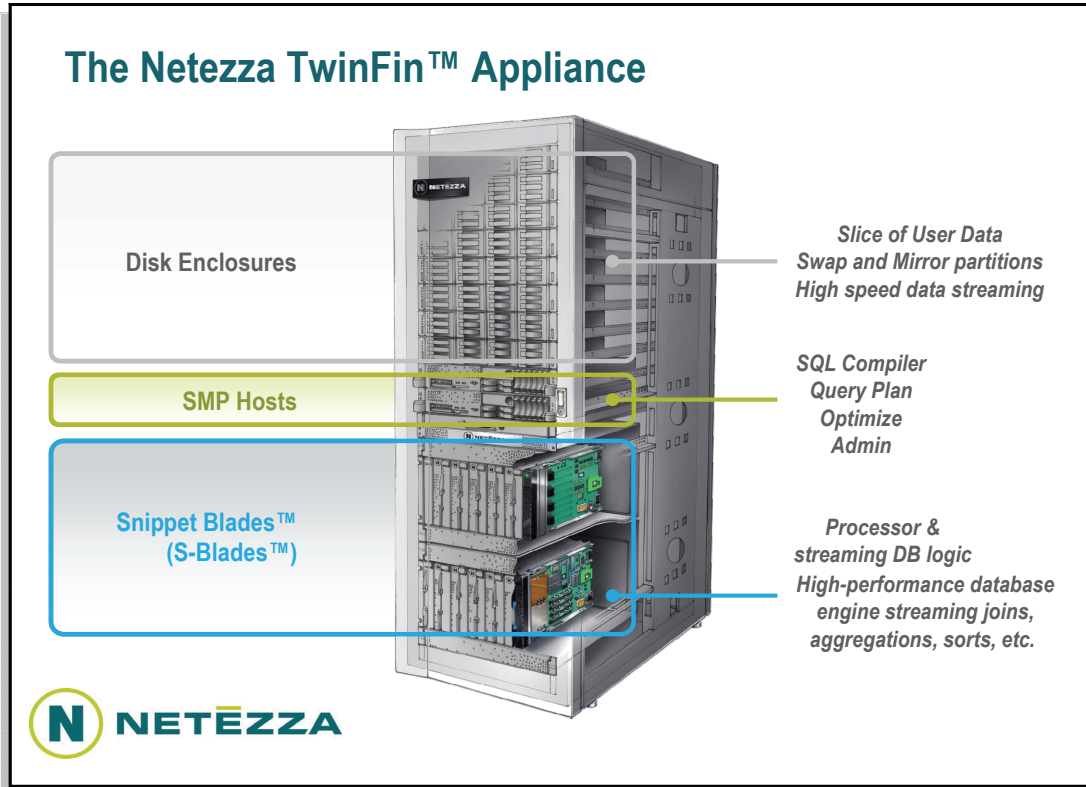 The Netezza TwinFin™ Appliance
N NETEZZA
Disk Enclosures
Slice of User Data
Swap and Mirror partitions
High speed data streaming
SMP Hosts
SQL Compiler
Query Plan
Optimize
Admin
N NETEZZA
Snippet Blades™
(S-Blades™)
Processor &
streaming DB logic
High-performance database
engine streaming joins,
aggregations, sorts, etc.
N NETĒZZA